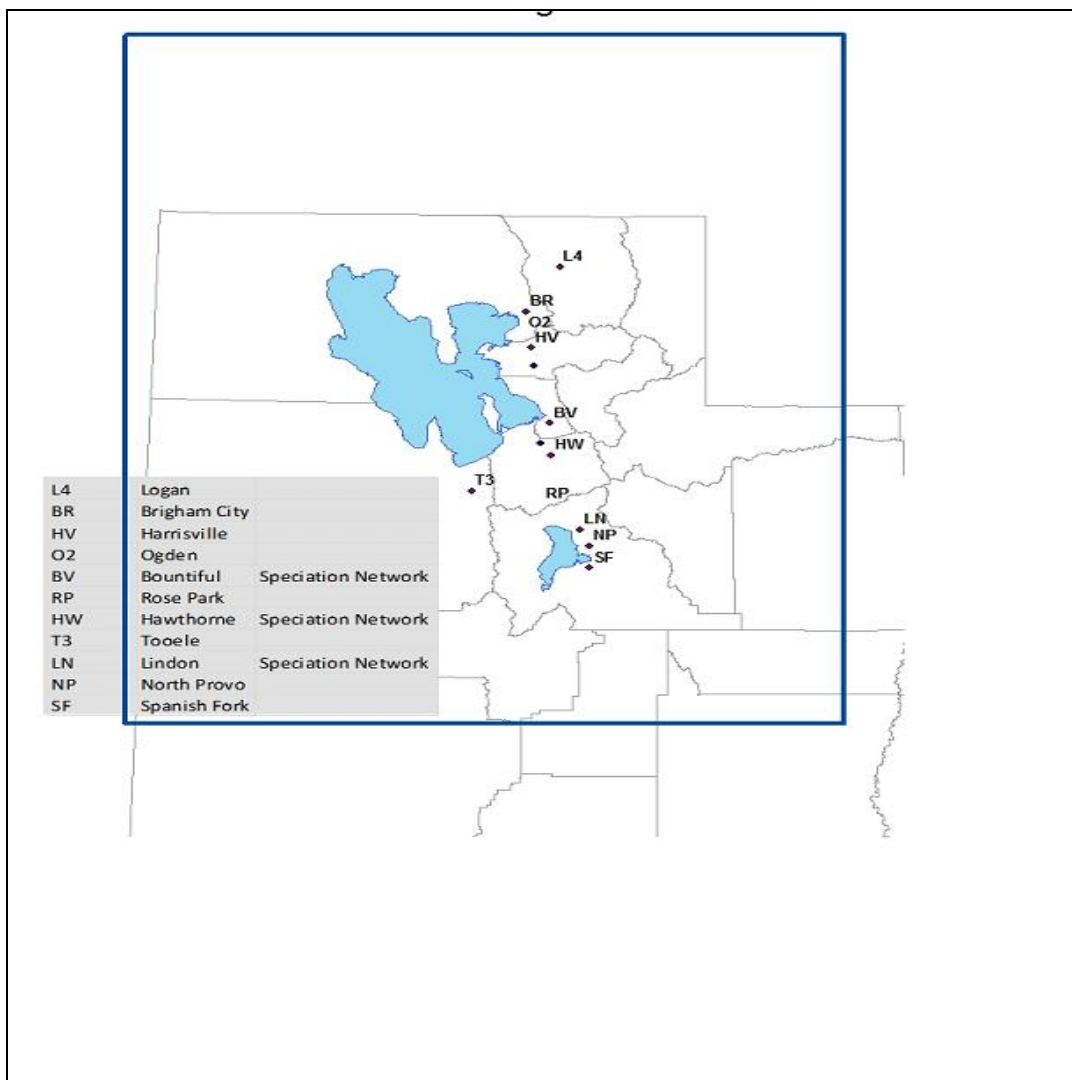 L4
BR
O2
HV
BV
HW
T3
RP
LN
NP
SF
L4 Logan
BR Brigham City
HV Harrisville
O2 Ogden
BV Bountiful Speciation Network
RP Rose Park
HW Hawthorne Speciation Network
T3 Tooele
LN Lindon Speciation Network
NP North Provo
SF Spanish Fork